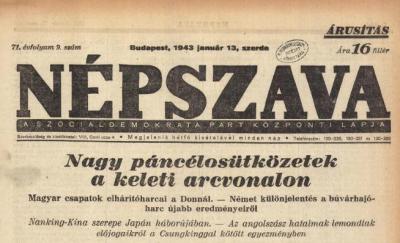 ÁRUSÍTÁS
71. évfolyam 9. szám
Budapest, 1943 január 13, szerda
Ára 16 fillér
NÉPSZAVA
A SZOCIÁLDEMOKRATA PÁRT KÖZPONTI LAPJA
Megjelenik hétfő kivételével minden nap
Nagy páncélosütközetek
a keleti arcvonalon
Magyar csapatok elhárítóharcai a Donnál. — Német különjelentés a búvárhajó-
harc újabb eredményeiről
Nanking-Kína szerepe Japán háborújában. — Az angolszász hatalmak lemondtak
előjogaikról a Csungkinggal kötött egyezményben